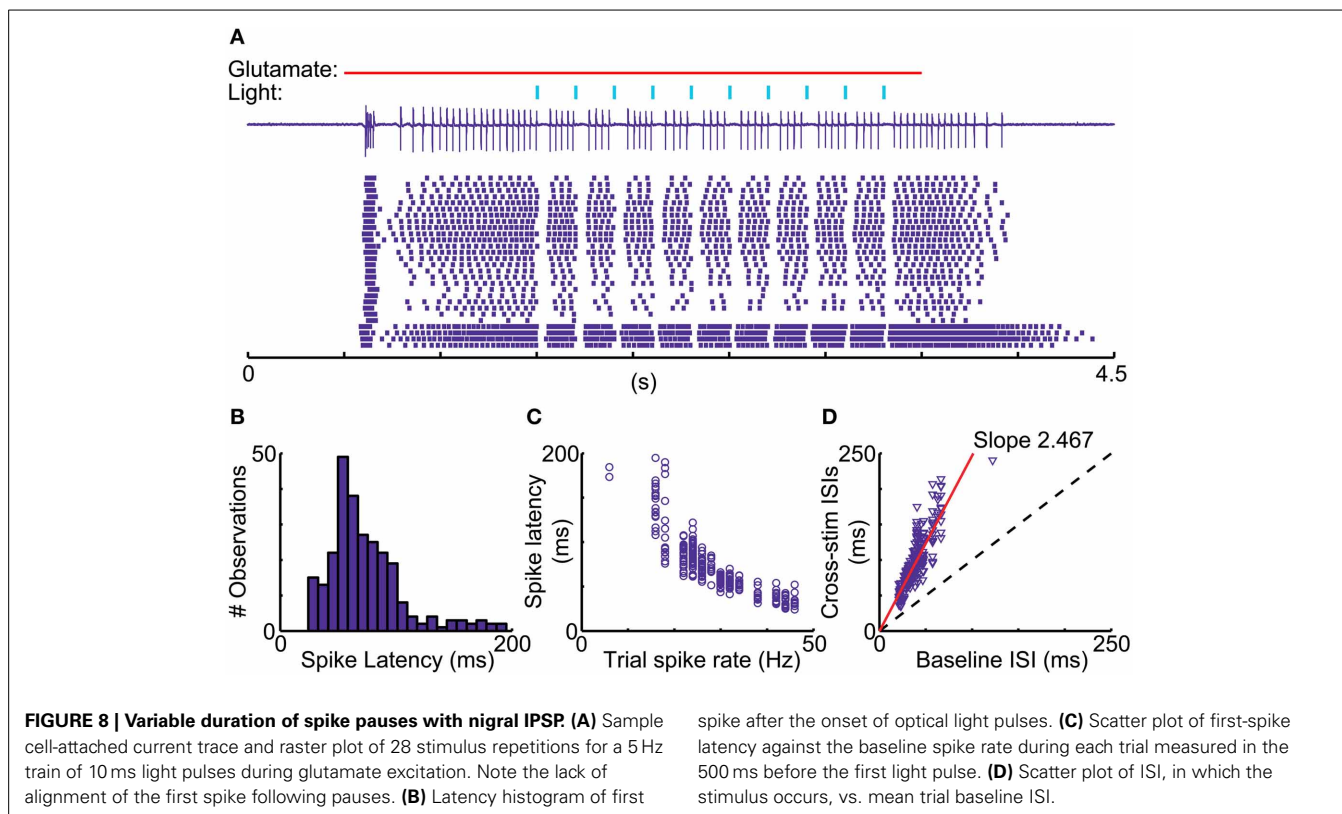 A
Glutamate:
Light:
0
(s)
4.5
B
50
# Observations
0
0
200
Spike Latency (ms)
C
200
Spike latency
(ms)
0
0
50
Trial spike rate (Hz)
D
Slope 2.467
250
Cross-stim ISIs
(ms)
0
0
250
Baseline ISI (ms)
FIGURE 8 | Variable duration of spike pauses with nigral IPSP. (A) Sample
cell-attached current trace and raster plot of 28 stimulus repetitions for a 5 Hz
train of 10 ms light pulses during glutamate excitation. Note the lack of
alignment of the first spike following pauses. (B) Latency histogram of first
spike after the onset of optical light pulses. (C) Scatter plot of first-spike
latency against the baseline spike rate during each trial measured in the
500 ms before the first light pulse. (D) Scatter plot of ISI, in which the
stimulus occurs, vs. mean trial baseline ISI.